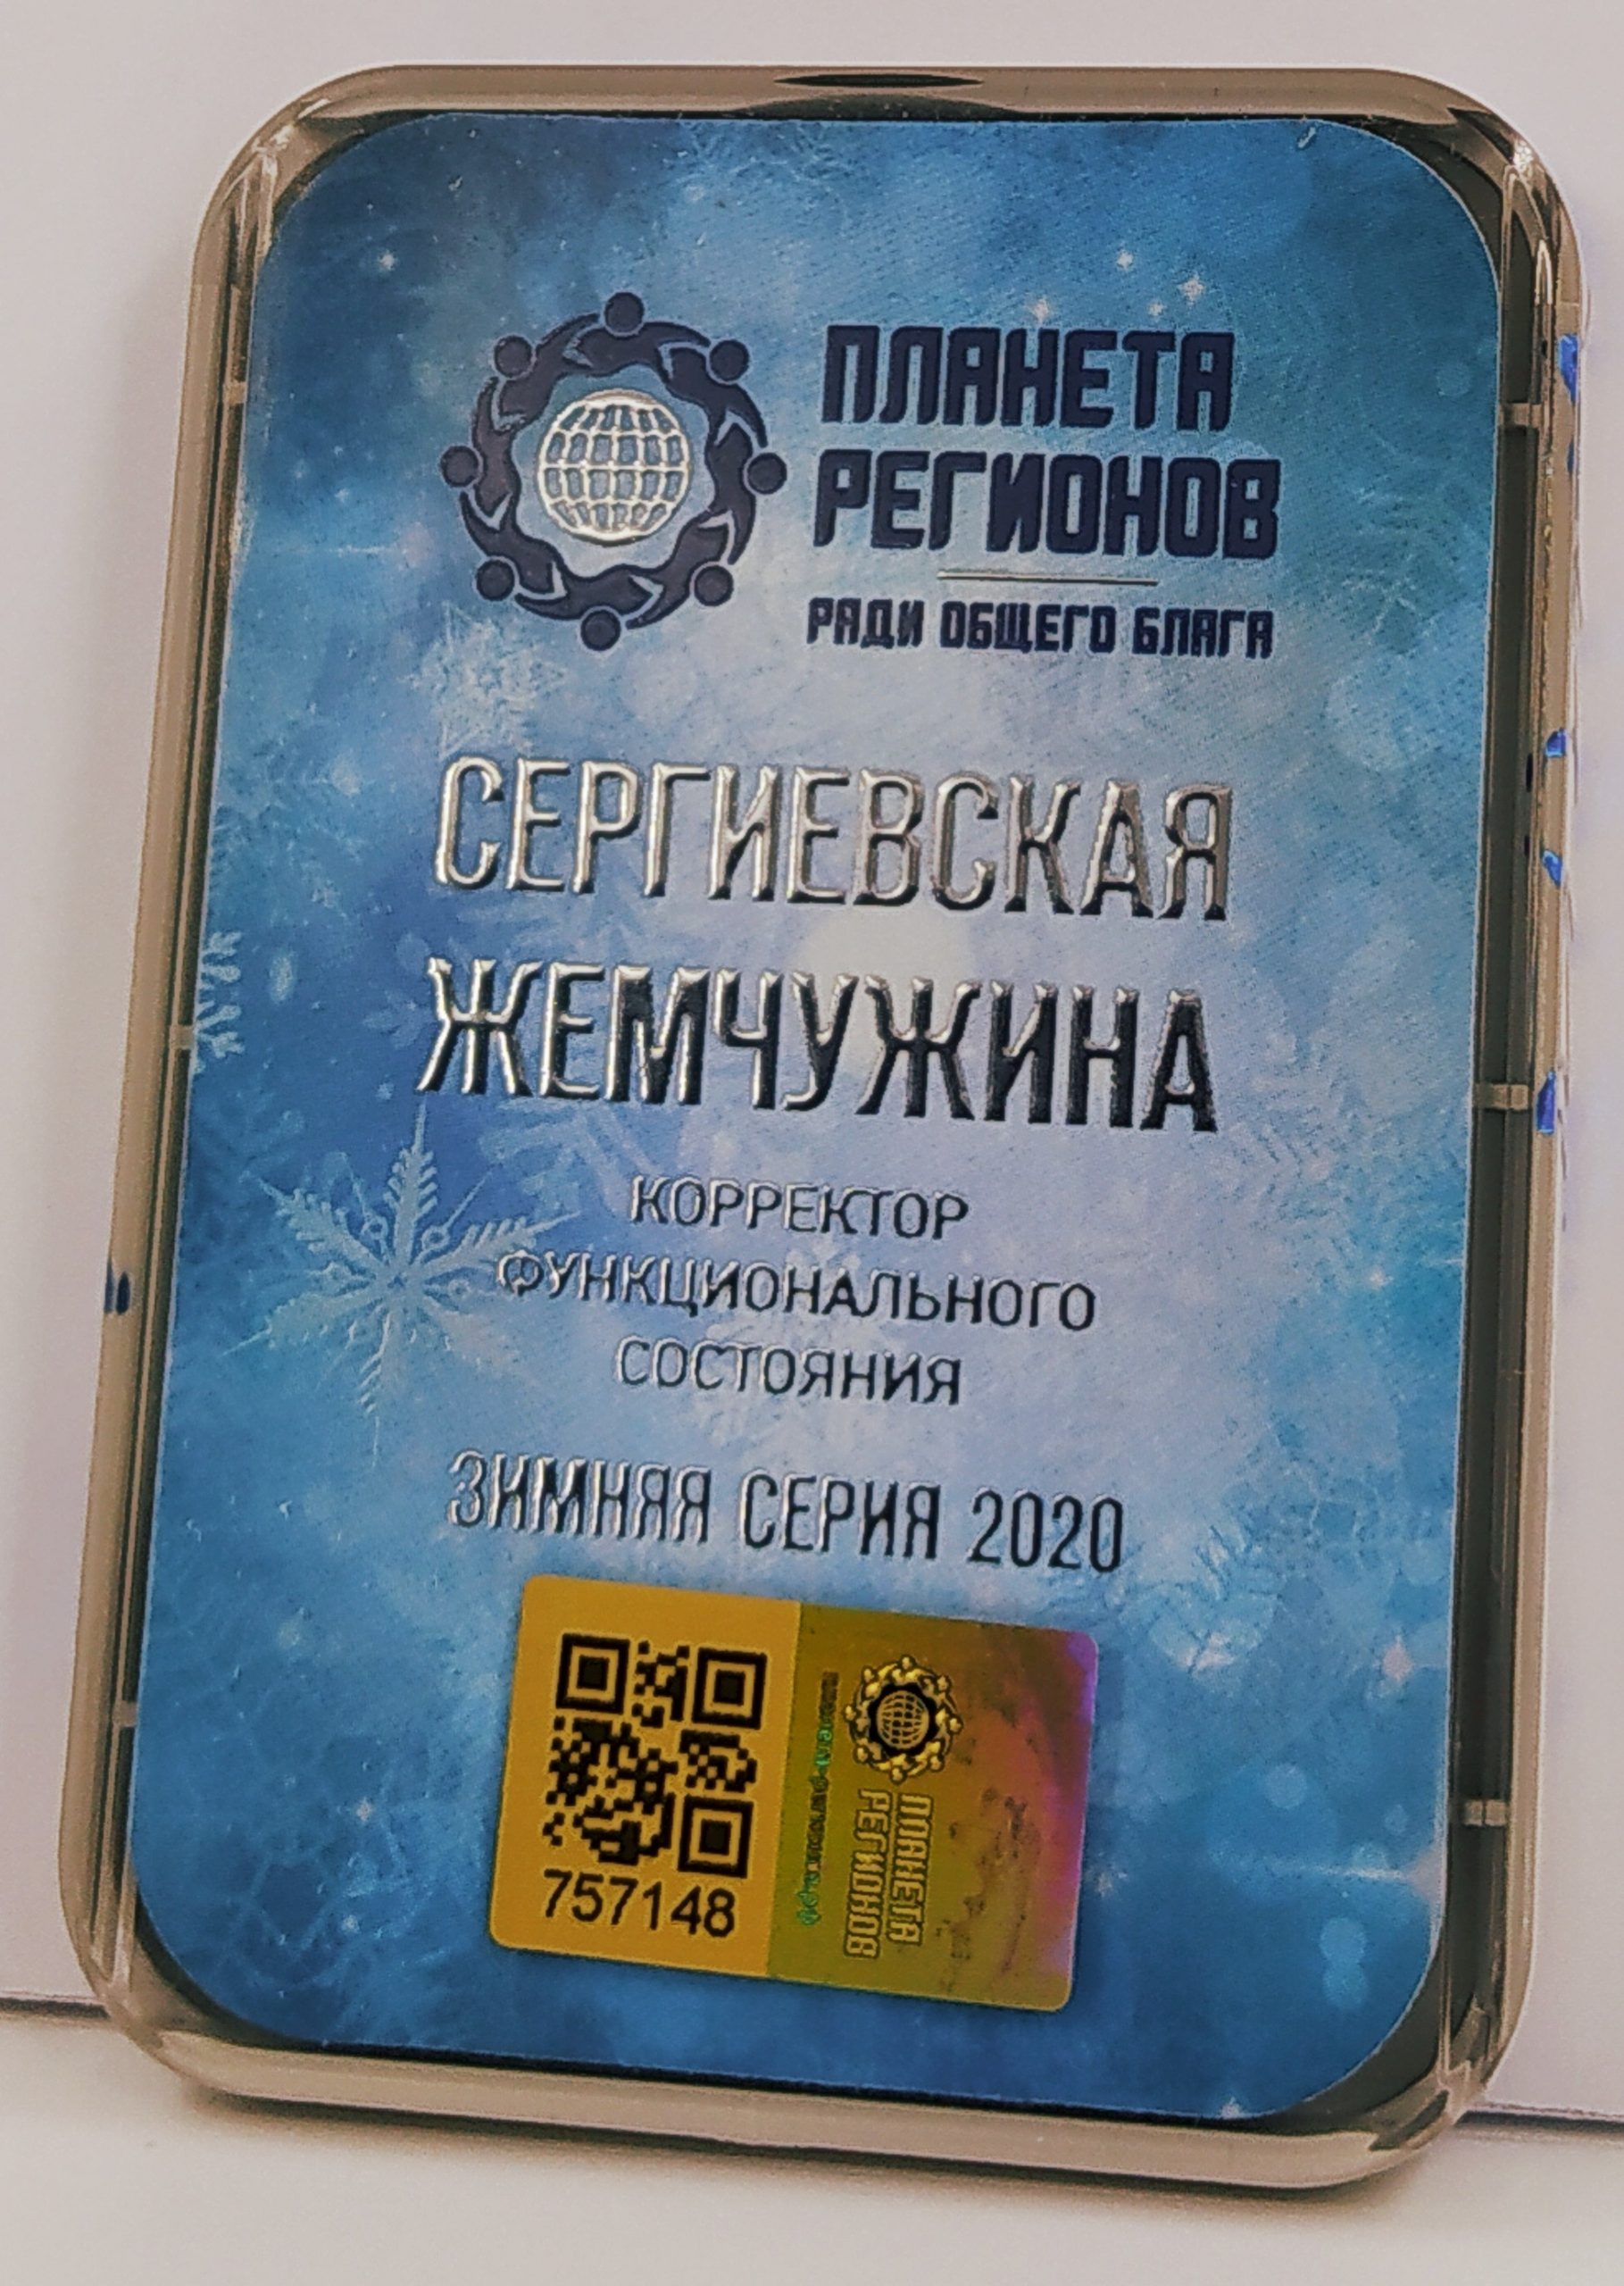 ПЛАНЕТА
РЕГИОНОВ
РАДИ ОБЩЕГО БЛАГА
СЕРГИЕВСКАЯ
ЖЕМЧУЖИНА
КОРРЕКТОР
ФУНКЦИОНАЛЬНОГО
СОСТОЯНИЯ
ЗИМНЯЯ СЕРИЯ 2020
757148
ПЛАНЕТА
РЕГИОНОВ